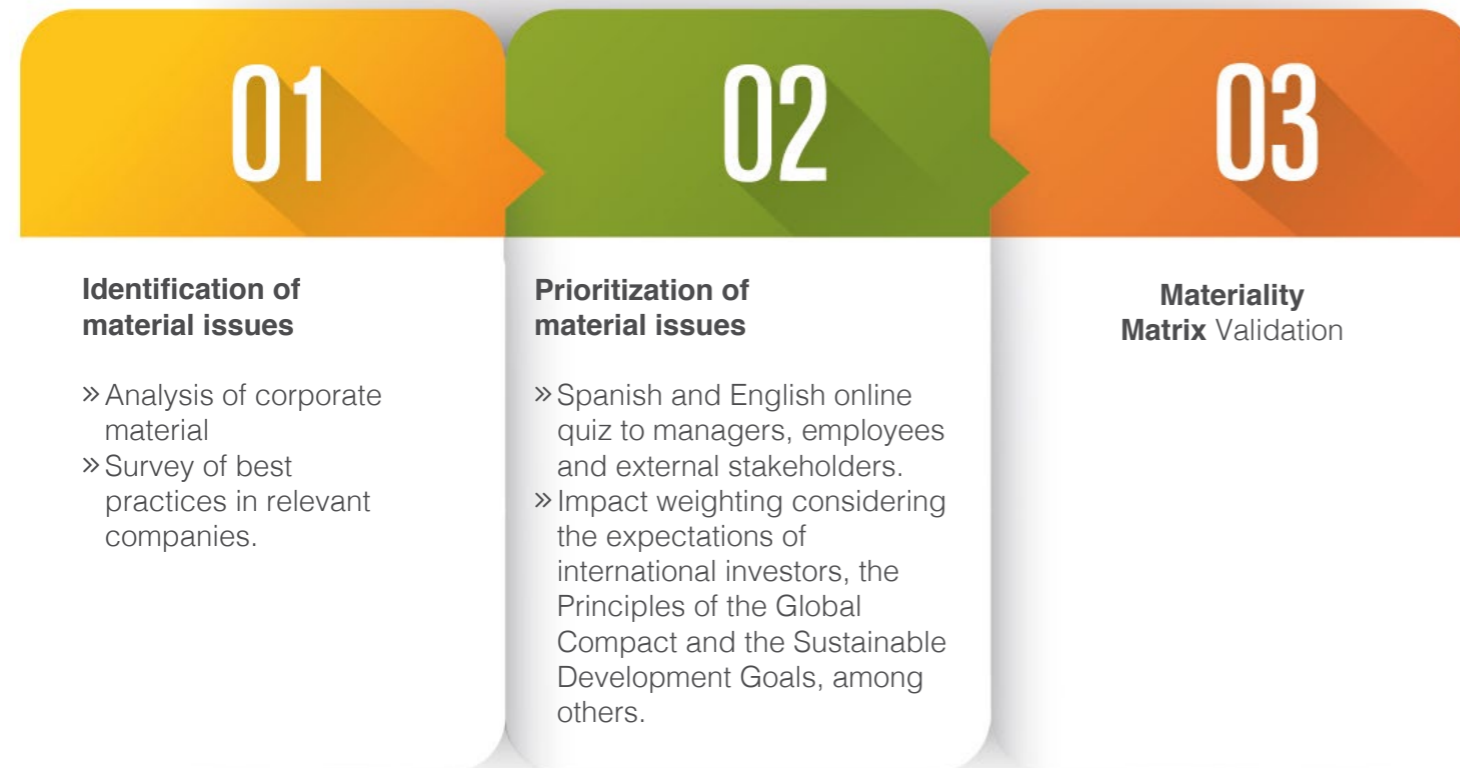 01
Identification of
material issues
» Analysis of corporate
material
» Survey of best
practices in relevant
companies.
02
Prioritization of
material issues
» Spanish and English online
quiz to managers, employees
and external stakeholders.
» Impact weighting considering
the expectations of
international investors, the
Principles of the Global
Compact and the Sustainable
Development Goals, among
others.
03
Materiality
Matrix Validation